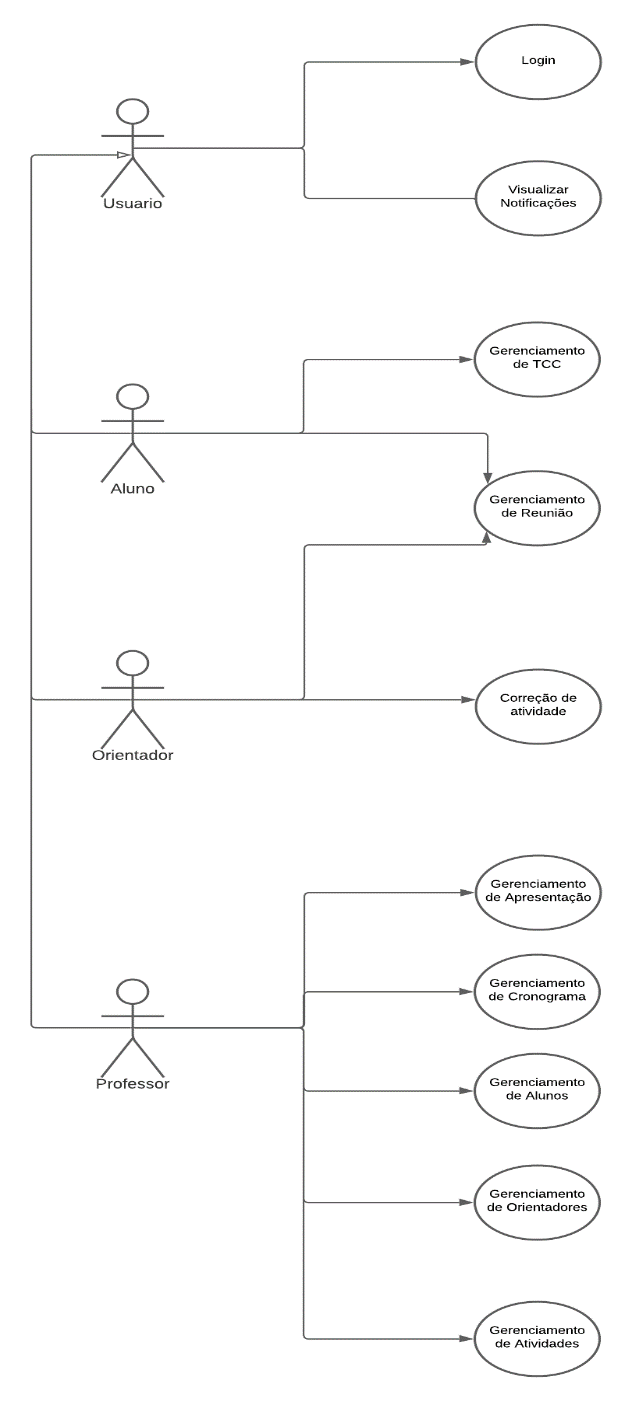 Login
Visualizar
Notificações
Usuario
Gerenciamento
de TCC
Aluno
Gerenciamento
de Reunião
Orientador
Correção de
atividade
Gerenciamento
de Apresentação
Gerenciamento
de Cronograma
Professor
Gerenciamento
de Alunos
Gerenciamento
de Orientadores
Gerenciamento
de Atividades